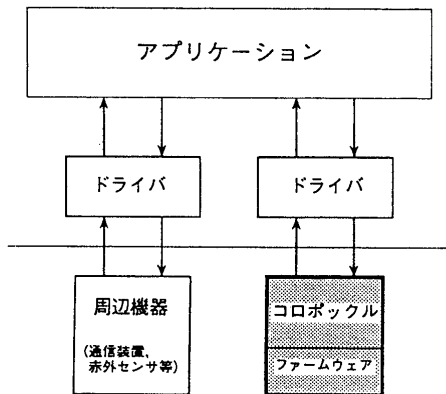 アプリケーション
ドライバ
ドライバ
周辺機器
(通信装置、
赤外センサ等)
コロポックル
ファームウェア